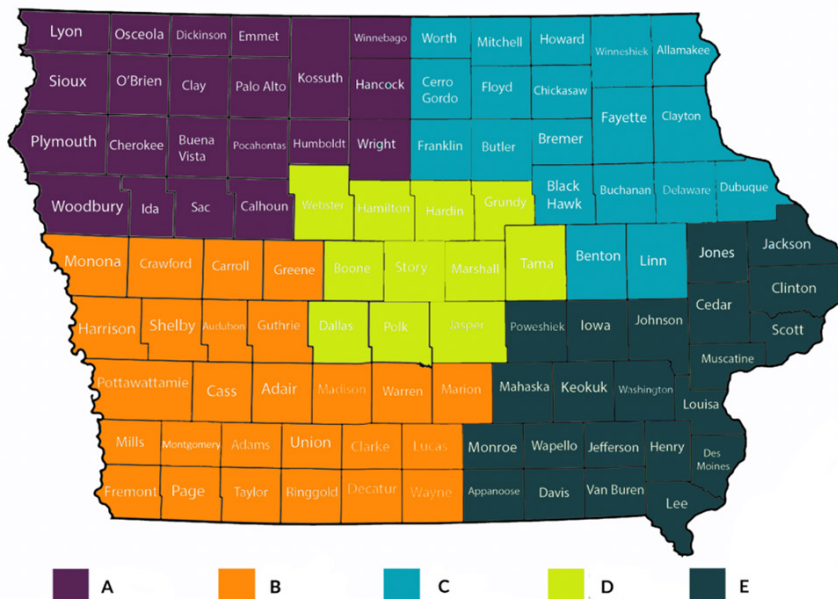 Lyon Osceola Dickinson Emmet Winnebago Worth Mitchell Howard Winneshiek Allamakee
Sioux O'Brien Clay Palo Alto Kossuth Hancock Cerro Gordo Floyd Chickasaw
Plymouth Cherokee Buena Vista Pocahontas Humboldt Wright Franklin Butler Bremer Fayette Clayton
Woodbury Ida Sac Calhoun Webster Hamilton Hardin Grundy Black Hawk Buchanan Delaware Dubuque
Monona Crawford Carroll Greene Boone Story Marshall Tama Benton Linn Jones Jackson
Clinton
Harrison Shelby Audubon Guthrie Dallas Polk Jasper Poweshiek Iowa Johnson Cedar Scott
Muscatine
Pottawattamie Cass Adair Madison Warren Marion Mahaska Keokuk Washington Louisa
Mills Montgomery Adams Union Clarke Lucas Monroe Wapello Jefferson Henry Des Moines
Fremont Page Taylor Ringgold Decatur Wayne Appanoose Davis Van Buren Lee
A B C D E